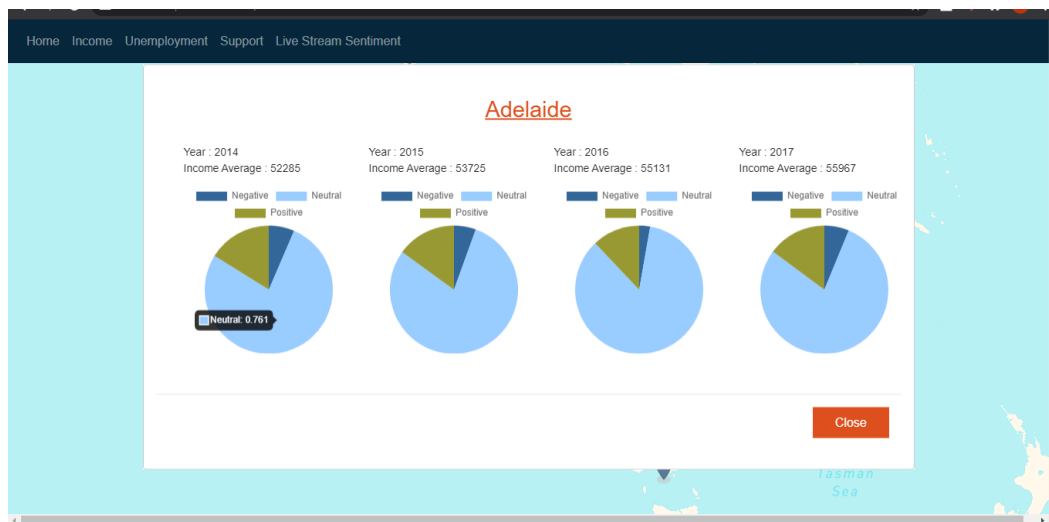 Home Income Unemployment Support Live Stream Sentiment
Adelaide
Year : 2014
Income Average : 52285
Negative Neutral
Positive
Neutral: 0.761
Year : 2015
Income Average : 53725
Negative Neutral
Positive
Year : 2016
Income Average : 55131
Negative Neutral
Positive
Year : 2017
Income Average : 55967
Negative Neutral
Positive
Close
Tasman
Sea